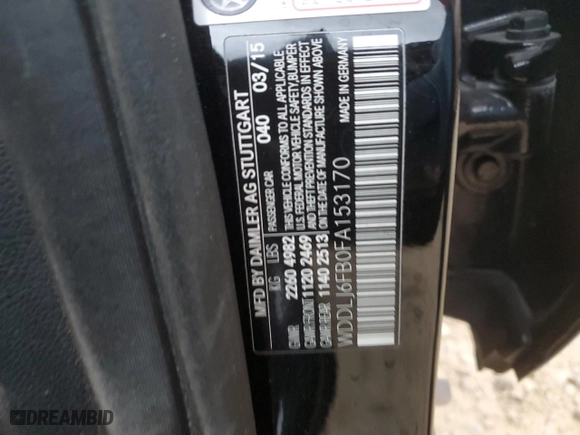 MFD BY DAIMLER AG STUTTGART
PASSENGER CAR 040 03/15
KG LBS
GVWR 2260 4982
GAWR FRONT 1120 2469
GAWR REAR 1140 2513
THIS VEHICLE CONFORMS TO ALL APPLICABLE
U.S. FEDERAL MOTOR VEHICLE SAFETY, BUMPER
AND THEFT PREVENTION STANDARDS IN EFFECT
ON THE DATE OF MANUFACTURE SHOWN ABOVE
WDDLJ6FB0FA153170
MADE IN GERMANY
DREAMBID